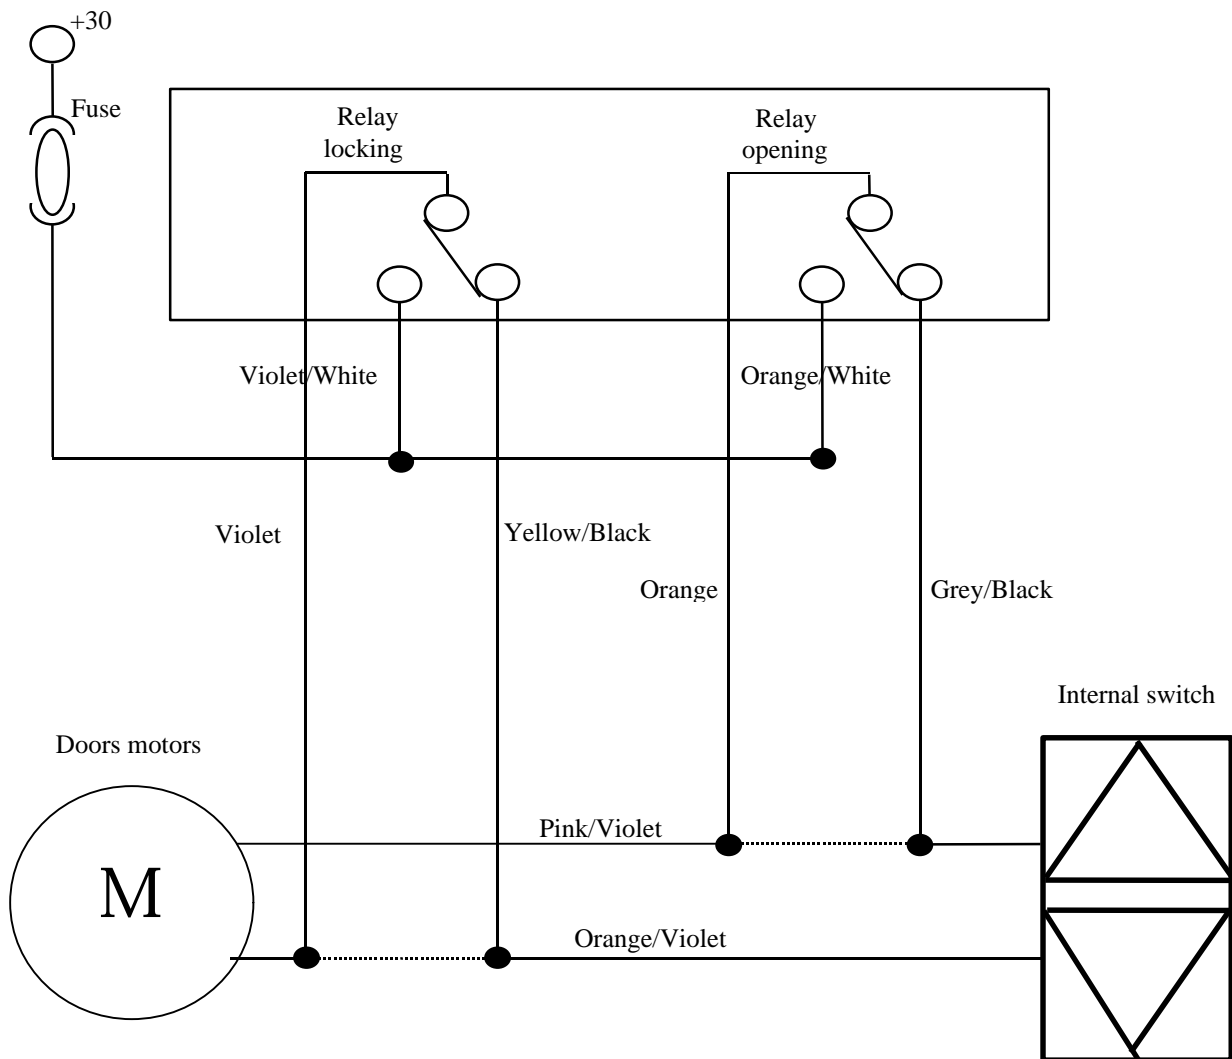 +30
Fuse
Relay
locking
Relay
opening
Violet/White
Orange/White
Violet
Yellow/Black
Orange
Grey/Black
Internal switch
Doors motors
Pink/Violet
M
Orange/Violet